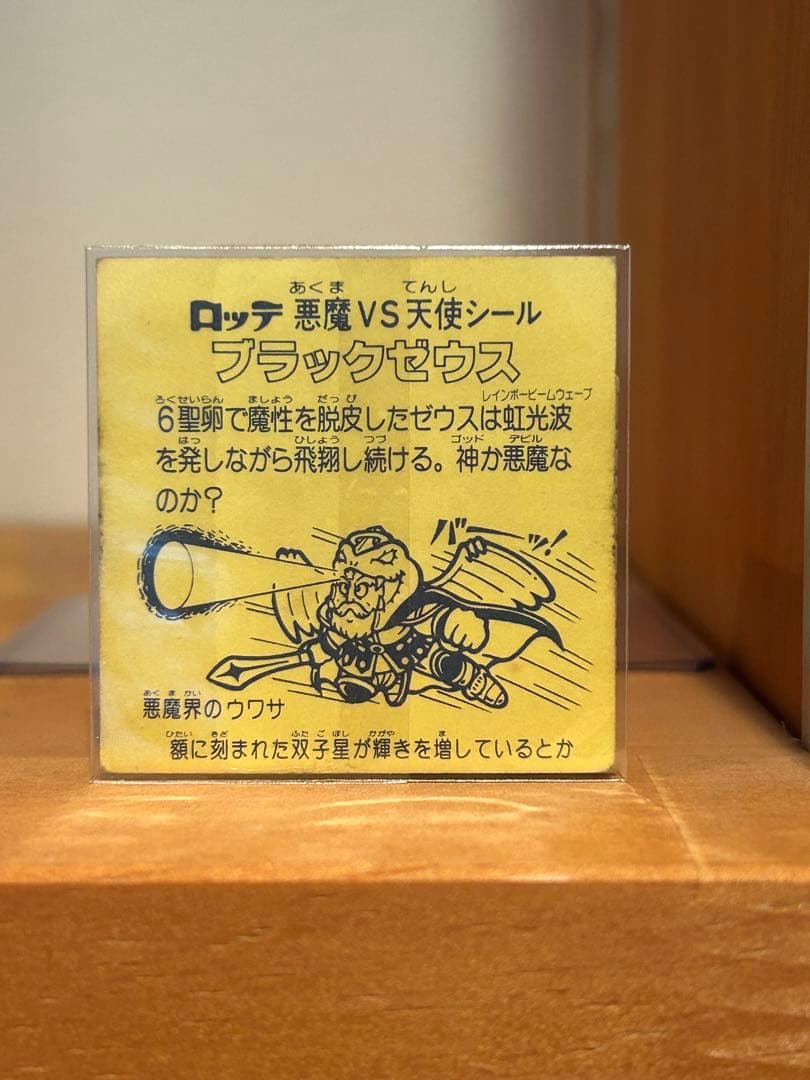 あくま てんし
ロッテ 悪魔VS天使シール
ブラックゼウス
ろくせいらん ましょう だっぴ レインボービームウェーブ
6聖卵で魔性を脱皮したゼウスは虹光波
はっ ひしょう つづ ゴッド デビル
を発しながら飛翔し続ける。神か悪魔な
のか?
バーーッ!
あくまかい
悪魔界のウワサ
ひたい きざ ふたごぼし かがや ま
額に刻まれた双子星が輝きを増しているとか